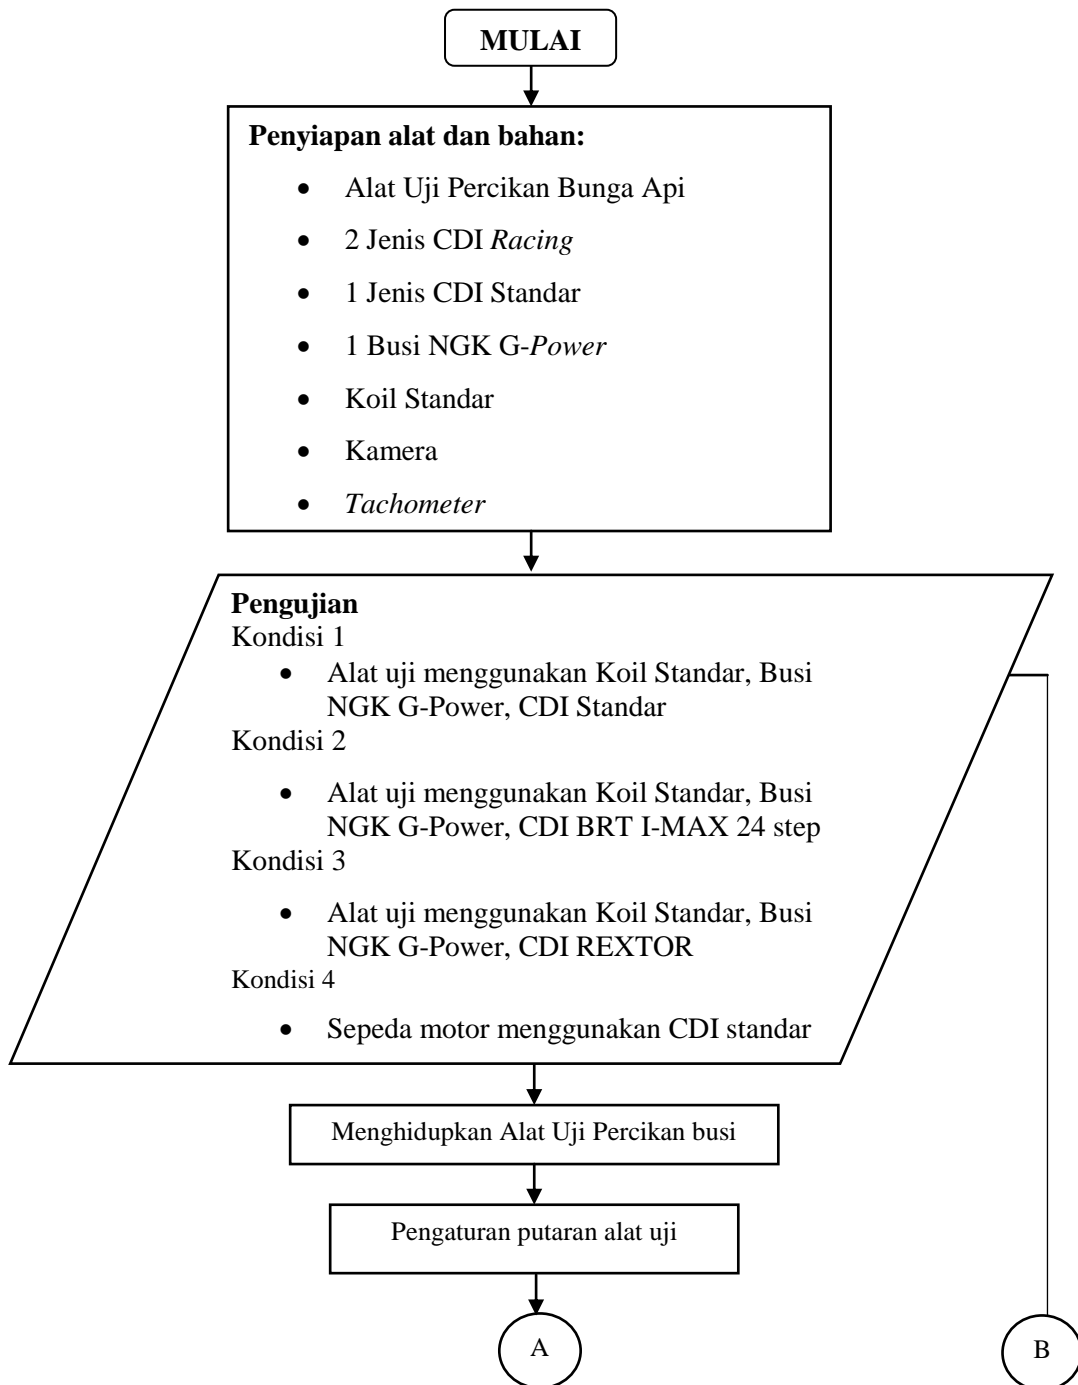 MULAI
Penyiapan alat dan bahan:
• Alat Uji Percikan Bunga Api
• 2 Jenis CDI Racing
• 1 Jenis CDI Standar
• 1 Busi NGK G-Power
• Koil Standar
• Kamera
• Tachometer
Pengujian
Kondisi 1
• Alat uji menggunakan Koil Standar, Busi
NGK G-Power, CDI Standar
Kondisi 2
• Alat uji menggunakan Koil Standar, Busi
NGK G-Power, CDI BRT I-MAX 24 step
Kondisi 3
• Alat uji menggunakan Koil Standar, Busi
NGK G-Power, CDI REXTOR
Kondisi 4
• Sepeda motor menggunakan CDI standar
Menghidupkan Alat Uji Percikan busi
Pengaturan putaran alat uji
A
B